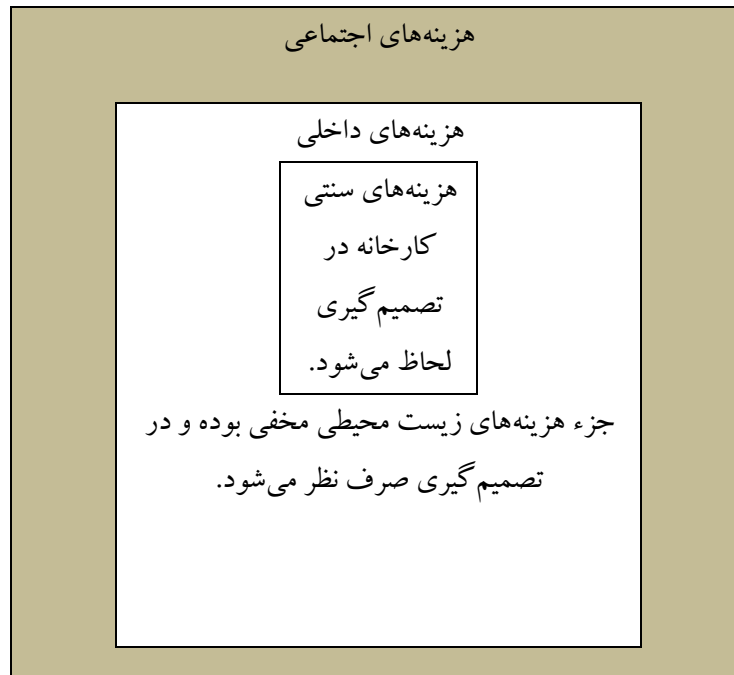 هزینه‌های اجتماعی
هزینه‌های داخلی
هزینه‌های سنتی
کارخانه در
تصمیم‌گیری
لحاظ می‌شود.
جزء هزینه‌های زیست محیطی مخفی بوده و در
تصمیم‌گیری صرف نظر می‌شود.